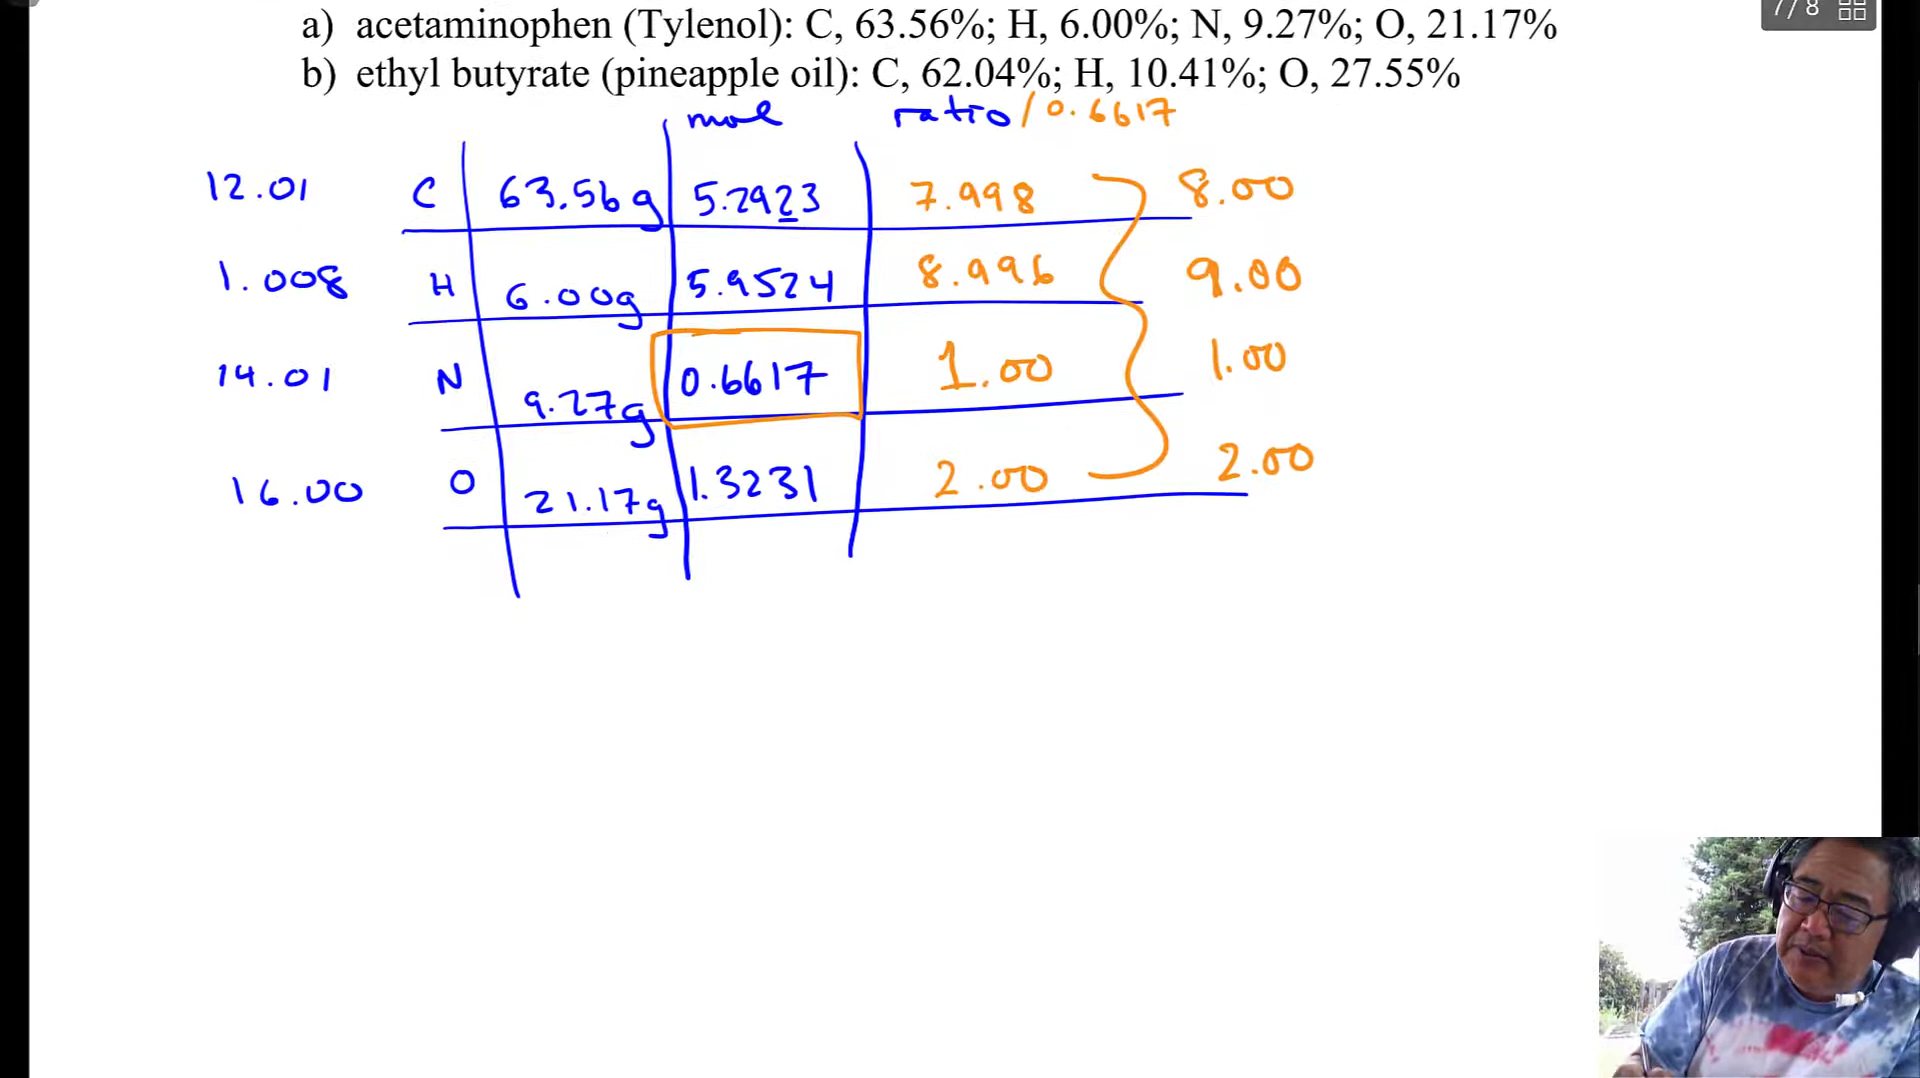 7/8
a) acetaminophen (Tylenol): C, 63.56%; H, 6.00%; N, 9.27%; O, 21.17%
b) ethyl butyrate (pineapple oil): C, 62.04%; H, 10.41%; O, 27.55%
mol ratio/0.6617
12.01 C 63.56g 5.2923 7.998 8.00
1.008 H 6.00g 5.9524 8.996 9.00
14.01 N 9.27g 0.6617 1.00 1.00
16.00 O 21.17g 1.3231 2.00 2.00